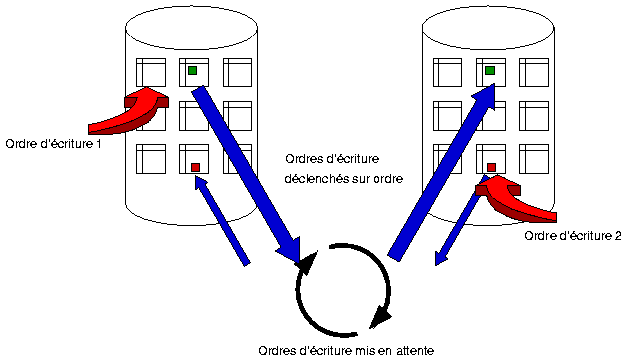 Ordre d'écriture 1
Ordres d'écriture
déclenchés sur ordre
Ordre d'écriture 2
Ordres d'écriture mis en attente